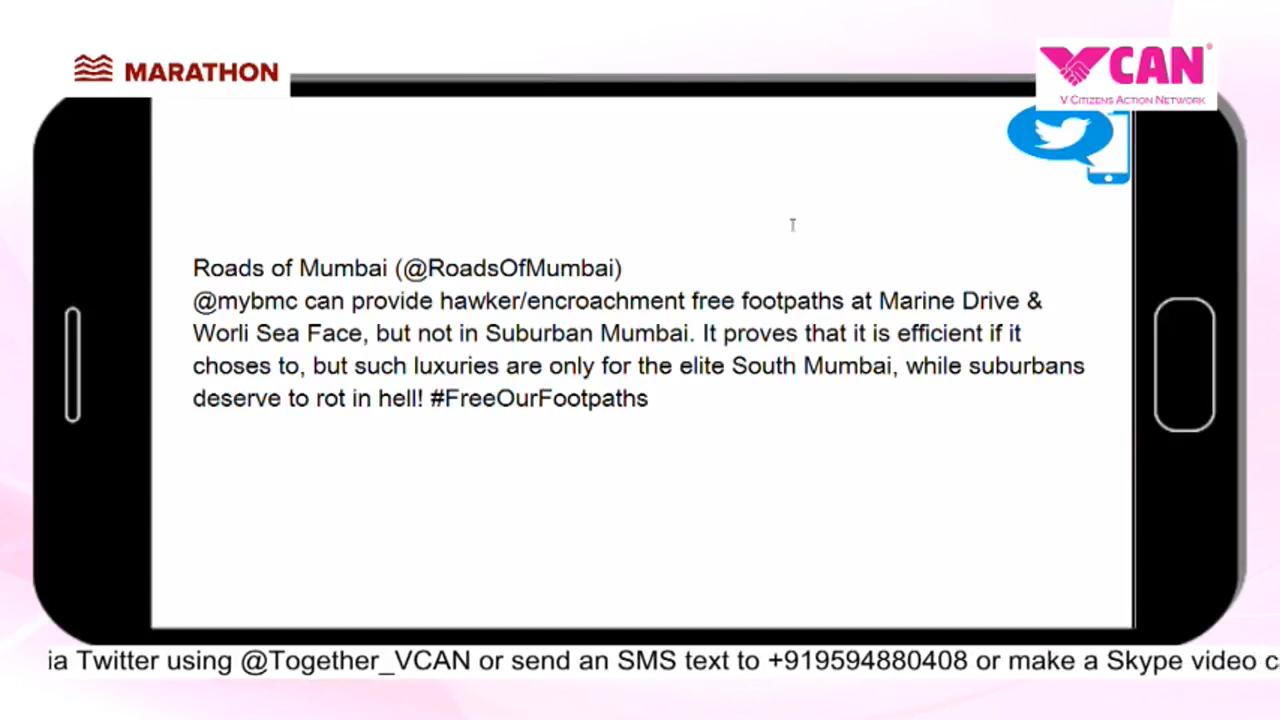 MARATHON
VCAN
V CITIZENS ACTION NETWORK
Roads of Mumbai (@RoadsOfMumbai)
@mybmc can provide hawker/encroachment free footpaths at Marine Drive &
Worli Sea Face, but not in Suburban Mumbai. It proves that it is efficient if it
choses to, but such luxuries are only for the elite South Mumbai, while suburbans
deserve to rot in hell! #FreeOurFootpaths
ia Twitter using @Together_VCAN or send an SMS text to +919594880408 or make a Skype video c